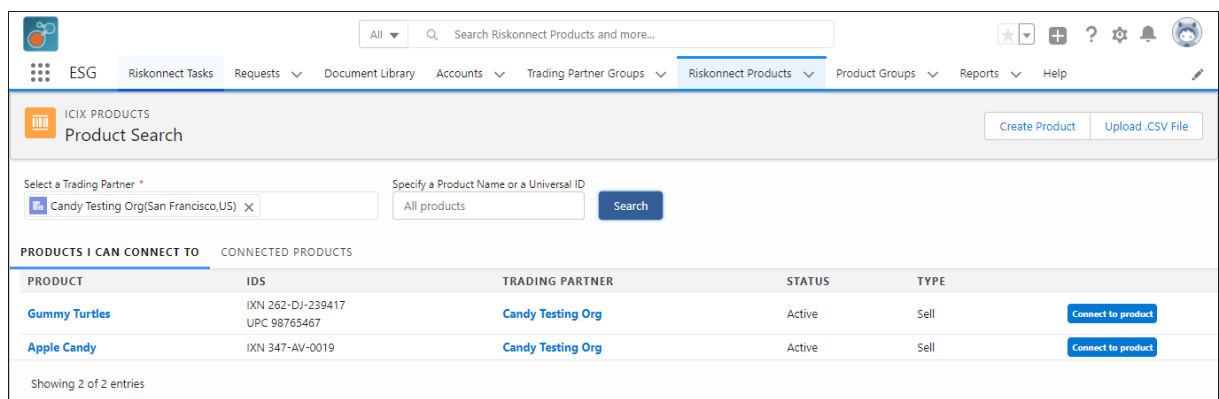 All
Search Riskonnect Products and more...
ESG
Riskonnect Tasks
Requests
Document Library
Accounts
Trading Partner Groups
Riskonnect Products
Product Groups
Reports
Help
ICIX PRODUCTS
Product Search
Create Product
Upload .CSV File
Select a Trading Partner *
Specify a Product Name or a Universal ID
Candy Testing Org(San Francisco,US)
All products
Search
PRODUCTS I CAN CONNECT TO
CONNECTED PRODUCTS
PRODUCT IDS TRADING PARTNER STATUS TYPE
Gummy Turtles IXN 262-DJ-239417 Candy Testing Org Active Sell Connect to product
UPC 98765467
Apple Candy IXN 347-AV-0019 Candy Testing Org Active Sell Connect to product
Showing 2 of 2 entries